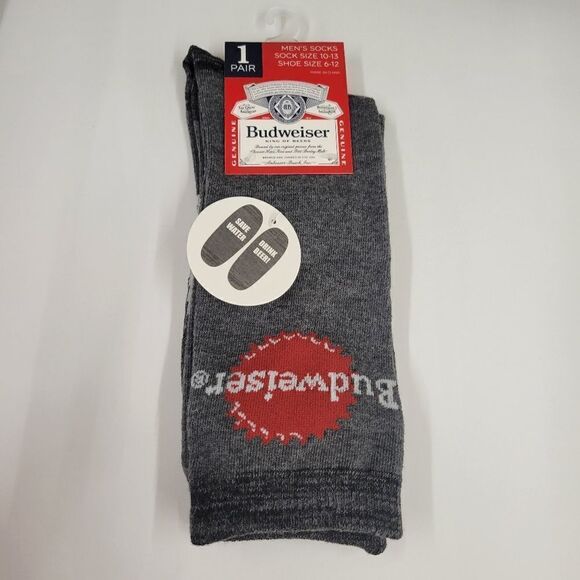 1
PAIR
MEN'S SOCKS
SOCK SIZE 10-13
SHOE SIZE 6-12
GENUINE
Budweiser
KING OF BEERS
GENUINE
SAVE
WATER
DRINK
BEER!
Budweiser®